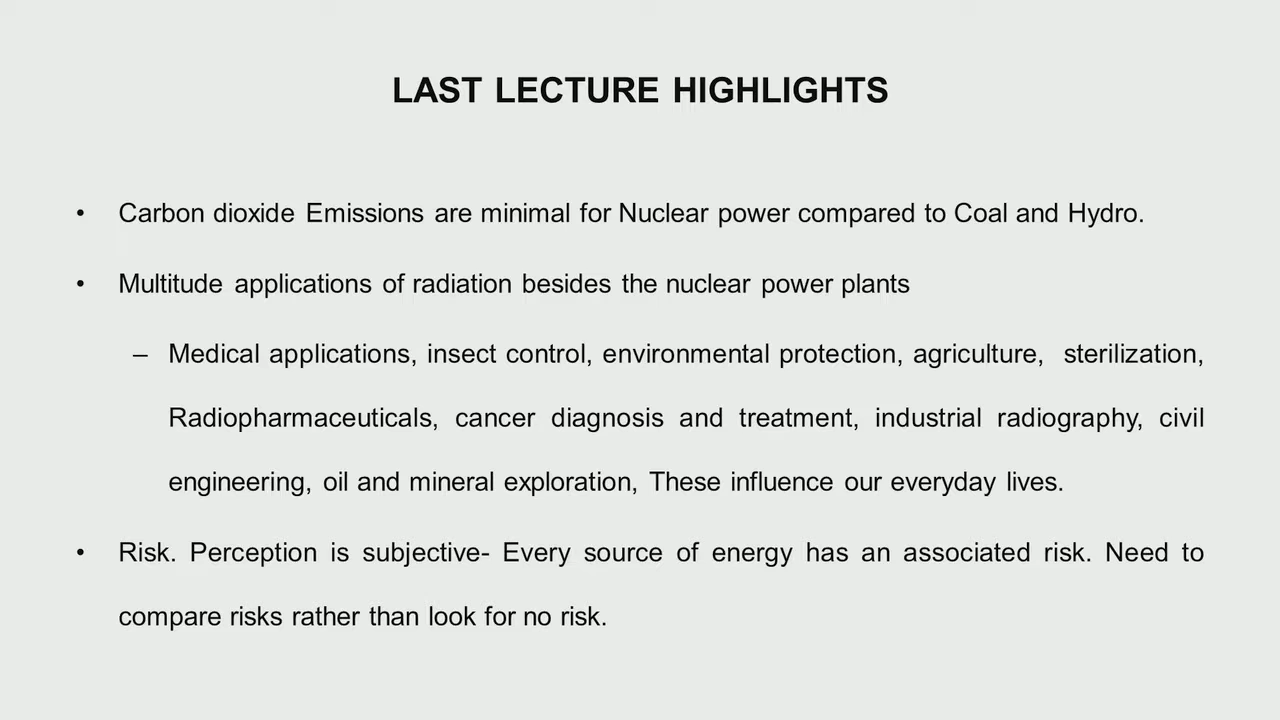 LAST LECTURE HIGHLIGHTS
• Carbon dioxide Emissions are minimal for Nuclear power compared to Coal and Hydro.
• Multitude applications of radiation besides the nuclear power plants
– Medical applications, insect control, environmental protection, agriculture, sterilization,
Radiopharmaceuticals, cancer diagnosis and treatment, industrial radiography, civil
engineering, oil and mineral exploration, These influence our everyday lives.
• Risk. Perception is subjective- Every source of energy has an associated risk. Need to
compare risks rather than look for no risk.